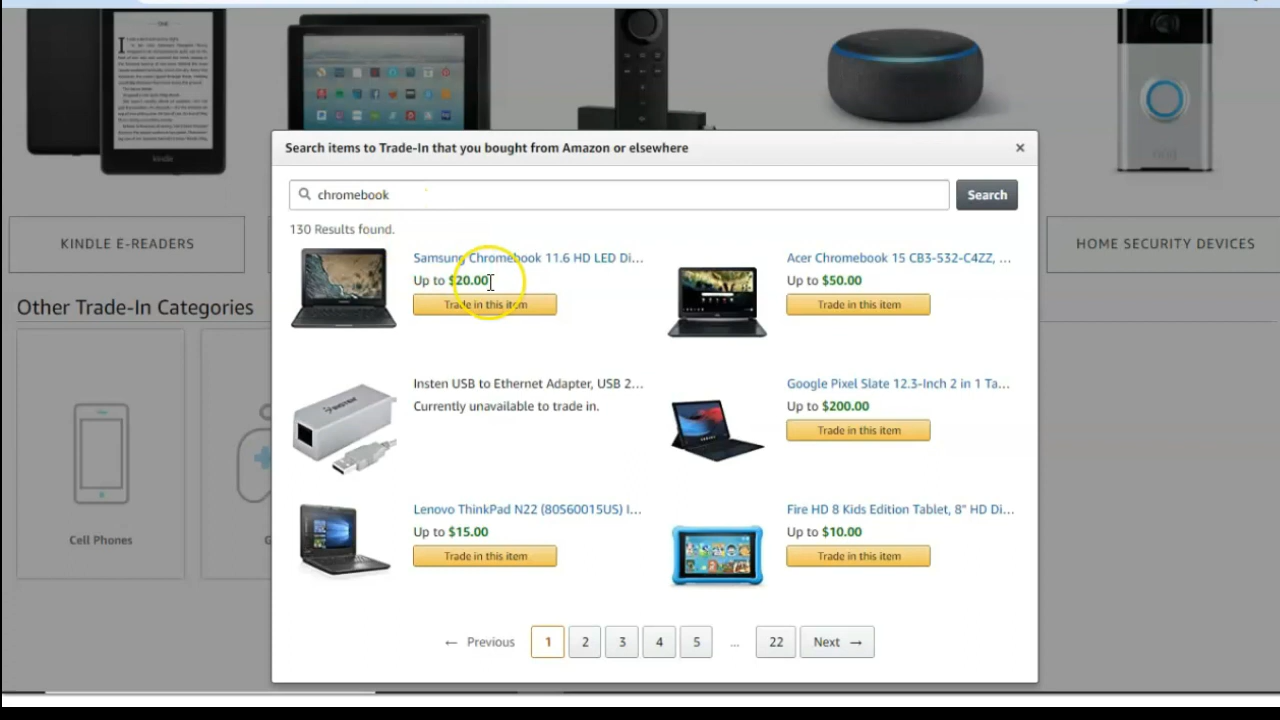 kindle
ring
KINDLE E-READERS
HOME SECURITY DEVICES
Other Trade-In Categories
Cell Phones
G
Search items to Trade-In that you bought from Amazon or elsewhere
×
chromebook
Search
130 Results found.
Samsung Chromebook 11.6 HD LED Di...
Up to $20.00
Trade in this item
Acer Chromebook 15 CB3-532-C4ZZ, ...
Up to $50.00
Trade in this item
Insten USB to Ethernet Adapter, USB 2...
Currently unavailable to trade in.
Google Pixel Slate 12.3-Inch 2 in 1 Ta...
Up to $200.00
Trade in this item
Lenovo ThinkPad N22 (80S60015US) I...
Up to $15.00
Trade in this item
Fire HD 8 Kids Edition Tablet, 8" HD Di...
Up to $10.00
Trade in this item
← Previous 1 2 3 4 5 ... 22 Next →